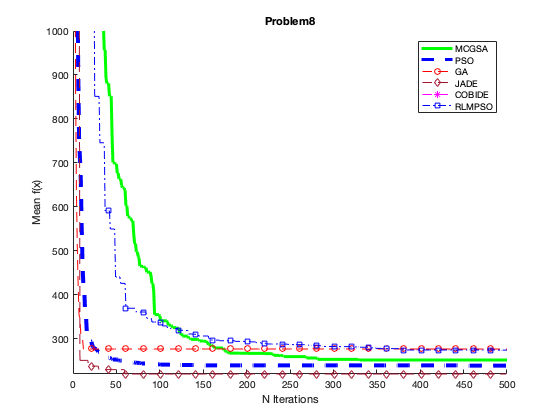 Problem8
MCGSA
PSO
GA
JADE
COBIDE
RLMPSO
Mean f(x)
1000
900
800
700
600
500
400
300
0
50
100
150
200
250
300
350
400
450
500
N Iterations